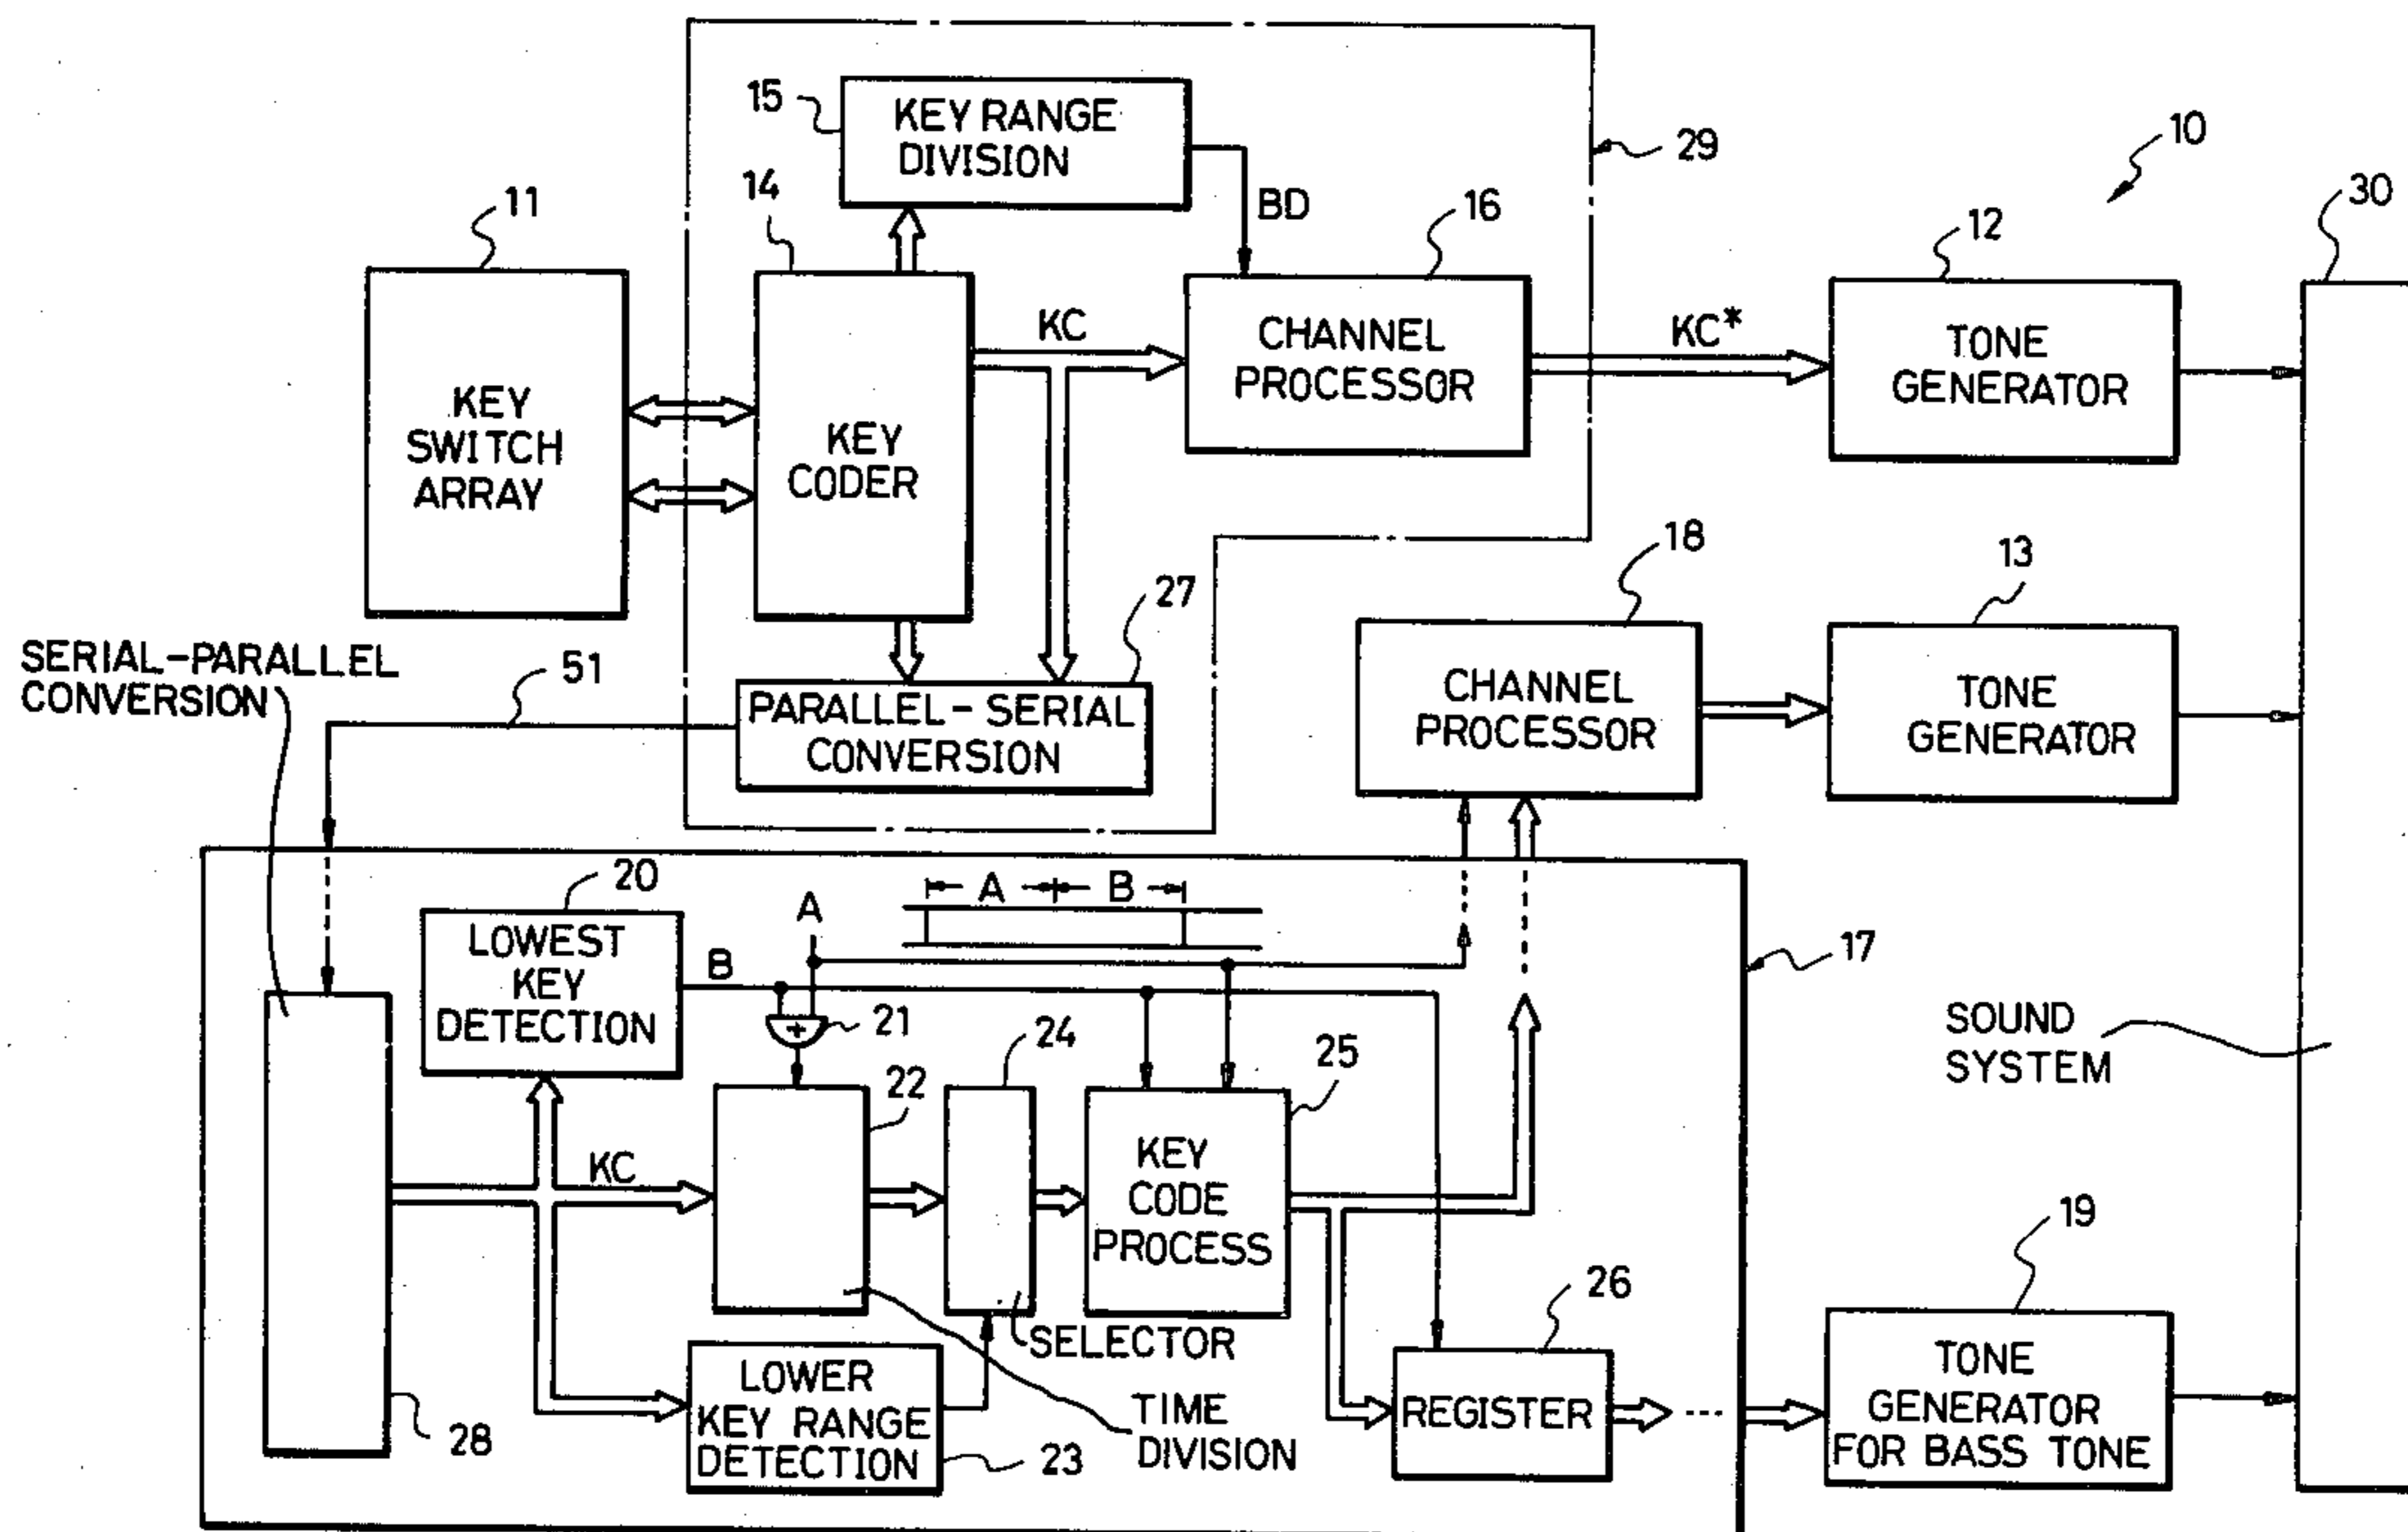 15
KEY RANGE
DIVISION
29
10
14
BD
11
16
12
30
KC
KC*
KEY
SWITCH
ARRAY
KEY
CODER
CHANNEL
PROCESSOR
TONE
GENERATOR
18
13
27
SERIAL-PARALLEL
CONVERSION
51
PARALLEL-SERIAL
CONVERSION
CHANNEL
PROCESSOR
TONE
GENERATOR
20
A B
A
LOWEST
KEY
DETECTION
B
17
21
24
25
SOUND
SYSTEM
22
KC
KEY
CODE
PROCESS
19
26
SELECTOR
LOWER
KEY RANGE
DETECTION
TIME
DIVISION
REGISTER
TONE
GENERATOR
FOR BASS TONE
28
23